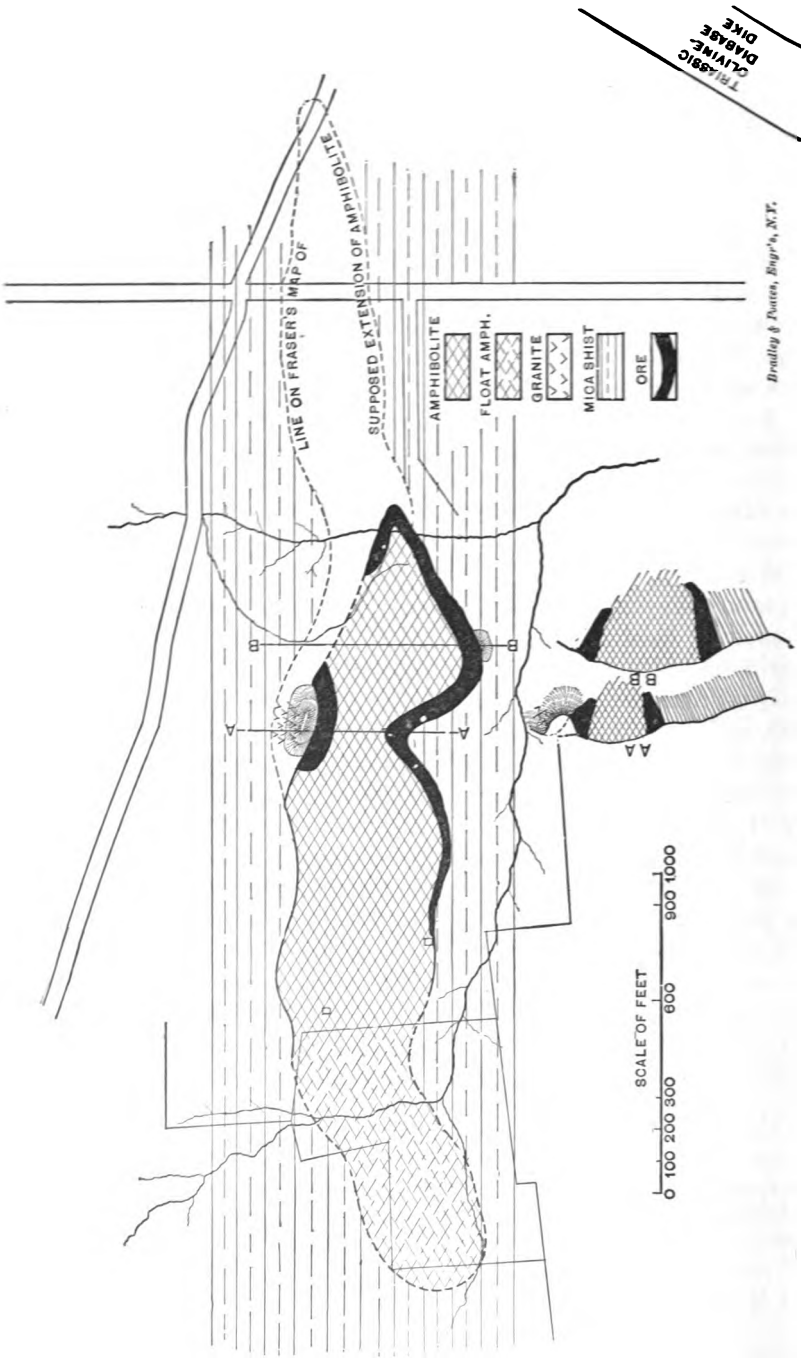 TRIASSIC
OLIVINE-
DIABASE
DIKE
LINE ON FRASER'S MAP OF
SUPPOSED EXTENSION OF AMPHIBOLITE
AMPHIBOLITE
FLOAT AMPH.
GRANITE
MICA SHIST
ORE
B
B
A
A
B
B
A
A
SCALE OF FEET
0 100 200 300 600 900 1000
Bradley & Poates, Engr's, N.Y.